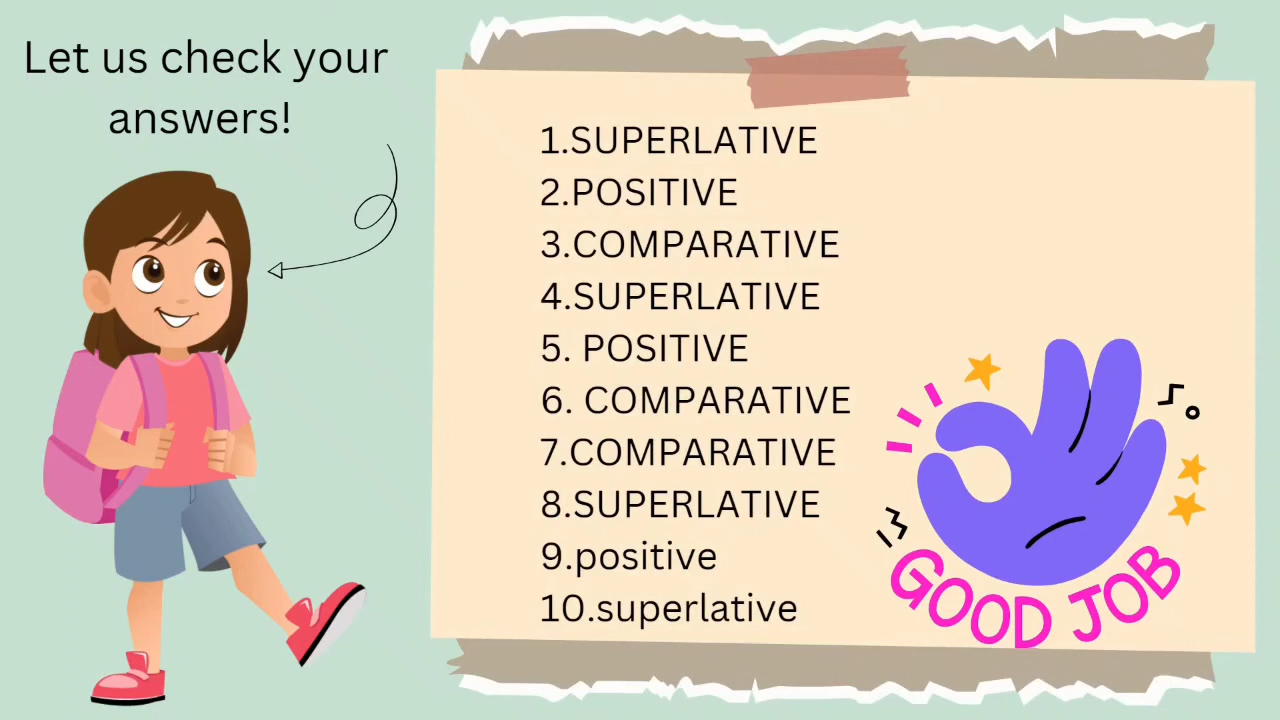 Let us check your
answers!
1.SUPERLATIVE
2.POSITIVE
3.COMPARATIVE
4.SUPERLATIVE
5. POSITIVE
6. COMPARATIVE
7.COMPARATIVE
8.SUPERLATIVE
9.positive
10.superlative
GOOD JOB